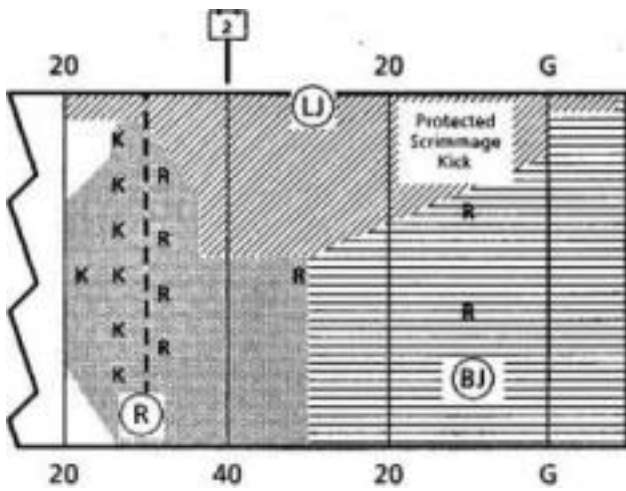 2
20 20 G
LJ
Protected
Scrimmage
Kick
K
K R
R
K R
K K R
R
R
K
R
K BJ
R
20 40 20 G